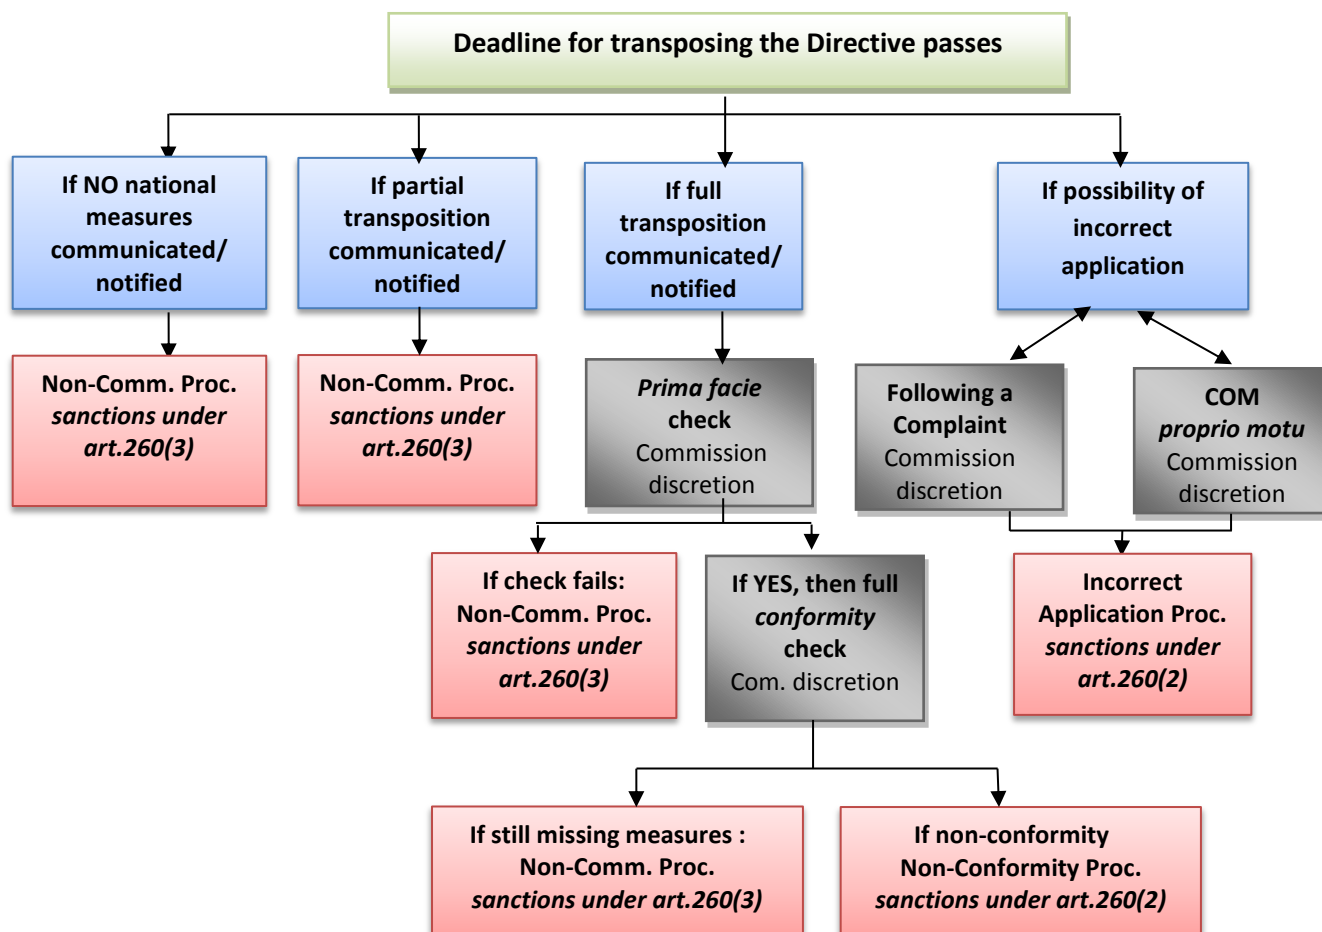 Deadline for transposing the Directive passes
If NO national
measures
communicated/
notified
If partial
transposition
communicated/
notified
If full
transposition
communicated/
notified
If possibility of
incorrect
application
Non-Comm. Proc.
sanctions under
art.260(3)
Non-Comm. Proc.
sanctions under
art.260(3)
Prima facie
check
Commission
discretion
Following a
Complaint
Commission
discretion
COM
proprio motu
Commission
discretion
If check fails:
Non-Comm. Proc.
sanctions under
art.260(3)
If YES, then full
conformity
check
Com. discretion
Incorrect
Application Proc.
sanctions under
art.260(2)
If still missing measures :
Non-Comm. Proc.
sanctions under art.260(3)
If non-conformity
Non-Conformity Proc.
sanctions under art.260(2)